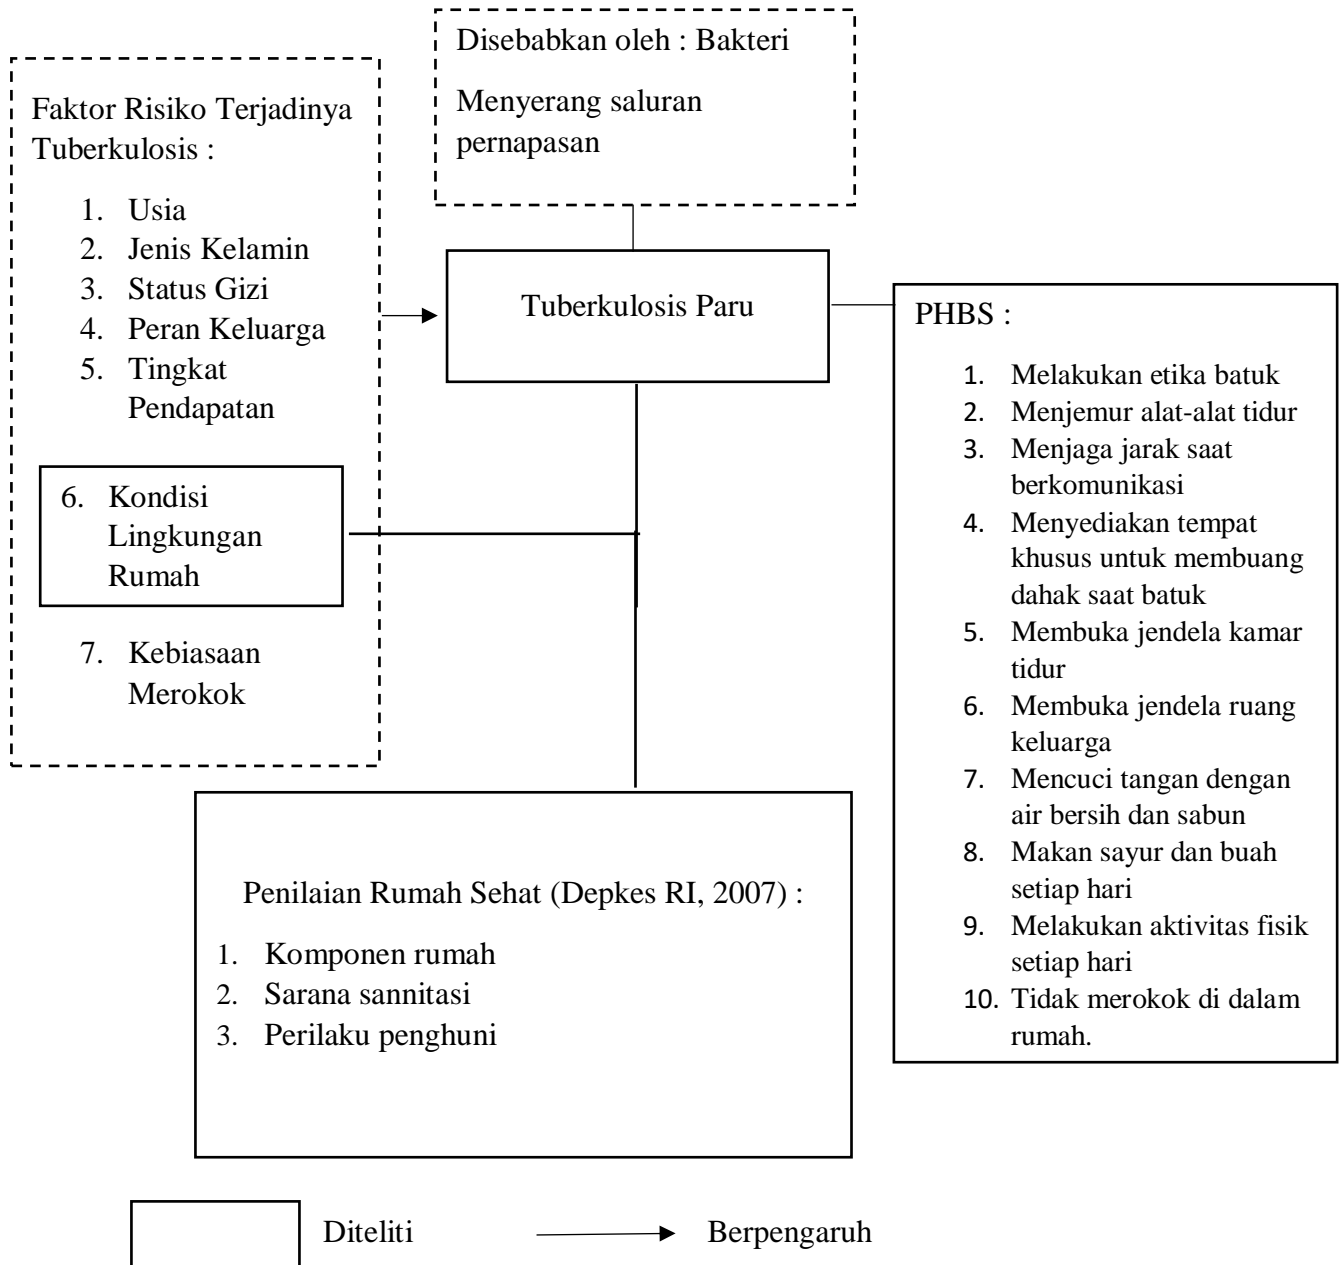 Disebabkan oleh : Bakteri
Menyerang saluran
pernapasan
Faktor Risiko Terjadinya
Tuberkulosis :
1. Usia
2. Jenis Kelamin
3. Status Gizi
4. Peran Keluarga
5. Tingkat
Pendapatan
6. Kondisi
Lingkungan
Rumah
7. Kebiasaan
Merokok
Tuberkulosis Paru
PHBS :
1. Melakukan etika batuk
2. Menjemur alat-alat tidur
3. Menjaga jarak saat
berkomunikasi
4. Menyediakan tempat
khusus untuk membuang
dahak saat batuk
5. Membuka jendela kamar
tidur
6. Membuka jendela ruang
keluarga
7. Mencuci tangan dengan
air bersih dan sabun
8. Makan sayur dan buah
setiap hari
9. Melakukan aktivitas fisik
setiap hari
10. Tidak merokok di dalam
rumah.
Penilaian Rumah Sehat (Depkes RI, 2007) :
1. Komponen rumah
2. Sarana sannitasi
3. Perilaku penghuni
Diteliti
Berpengaruh